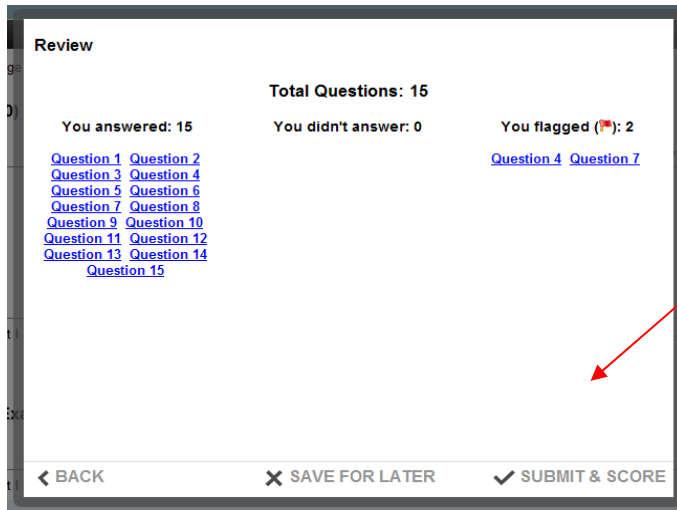 Review
Total Questions: 15
You answered: 15
You didn't answer: 0
You flagged (): 2
Question 1 Question 2
Question 3 Question 4
Question 5 Question 6
Question 7 Question 8
Question 9 Question 10
Question 11 Question 12
Question 13 Question 14
Question 15
Question 4 Question 7
BACK
SAVE FOR LATER
SUBMIT & SCORE